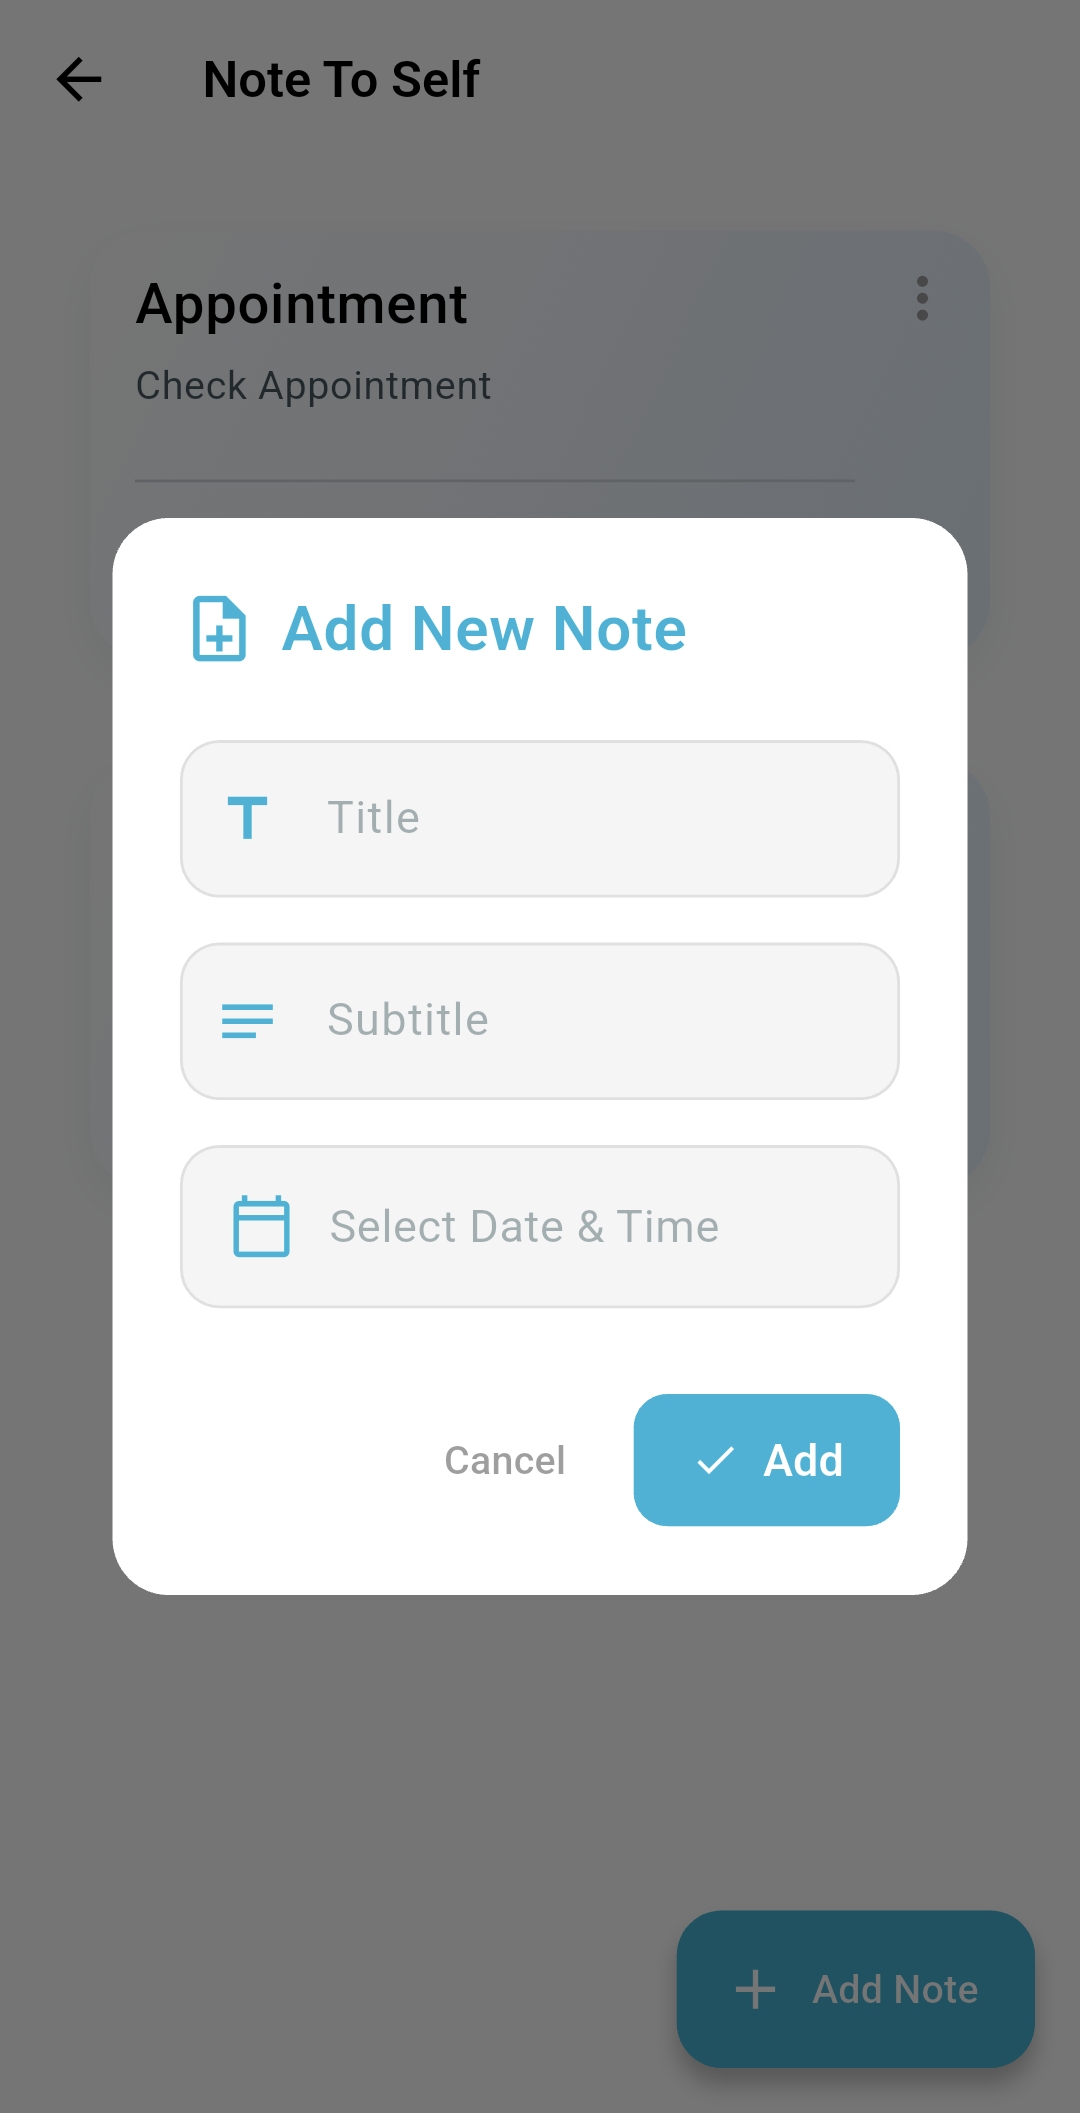 Note To Self
Appointment
Check Appointment
Add New Note
Title
Subtitle
Select Date & Time
Cancel
Add
Add Note